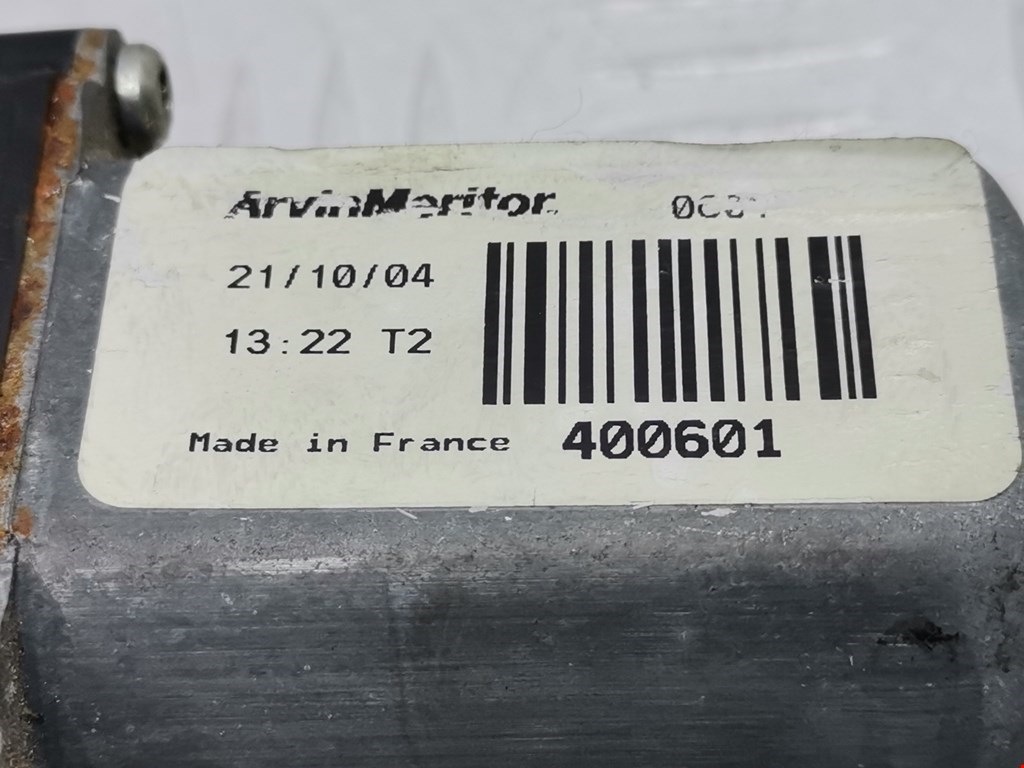 ArvinMeritor
21/10/04
13:22 T2
Made in France 400601